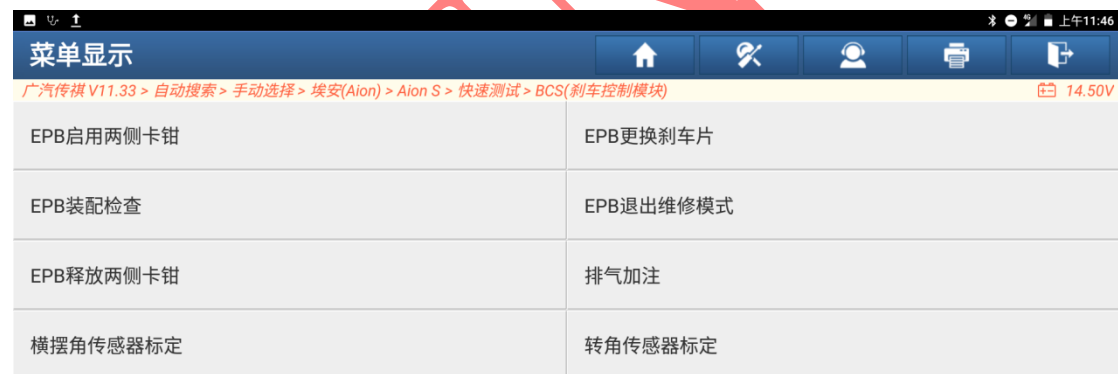 上午11:46
菜单显示
广汽传祺 V11.33 > 自动搜索 > 手动选择 > 埃安(Aion) > Aion S > 快速测试 > BCS(刹车控制模块) 14.50V
EPB启用两侧卡钳 EPB更换刹车片
EPB装配检查 EPB退出维修模式
EPB释放两侧卡钳 排气加注
横摆角传感器标定 转角传感器标定